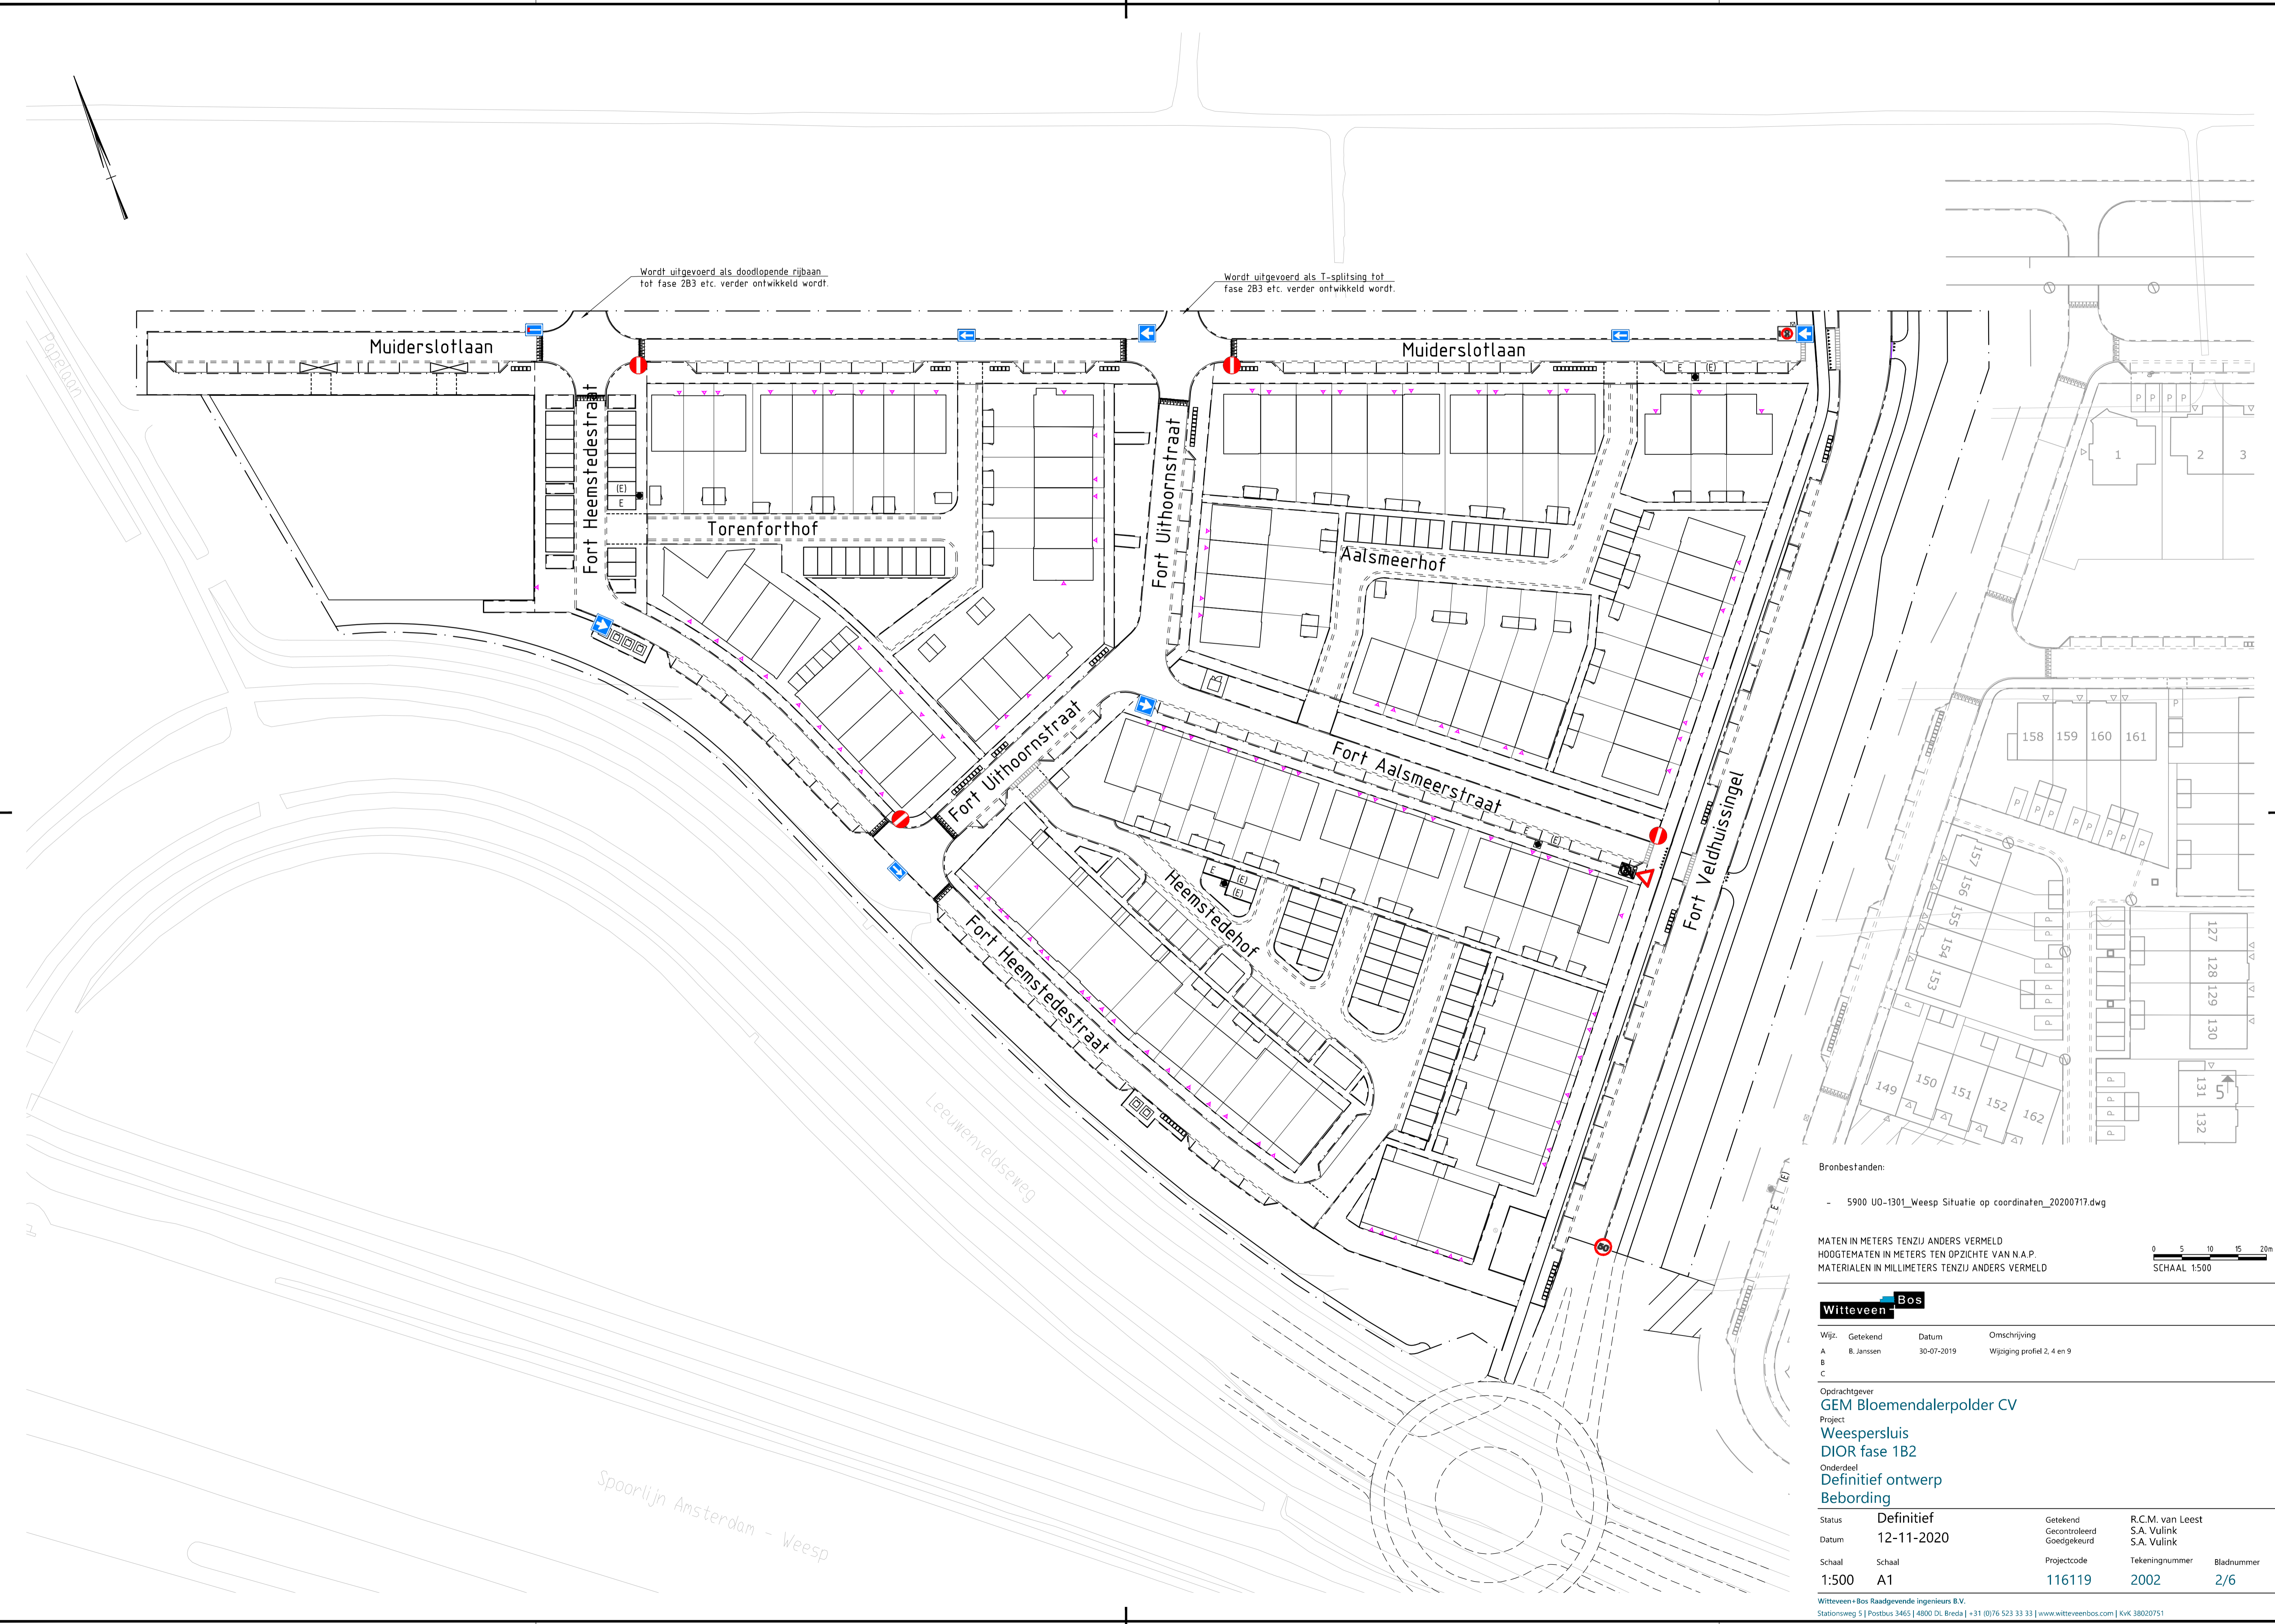 Wordt uitgevoerd als doodlopende rijbaan
tot fase 2B3 etc. verder ontwikkeld wordt.
Wordt uitgevoerd als T-splitsing tot
fase 2B3 etc. verder ontwikkeld wordt.
Papelaan
Muiderslotlaan
Muiderslotlaan
E (E)
Fort Heemstedestraat
(E)
E
Torenforthof
Fort Uithoornstraat
Aalsmeerhof
Fort Uithoornstraat
Fort Aalsmeerstraat
E (E)
Fort Veldhuissingel
Heemstedehof
E (E)
(E)
Fort Heemstedestraat
Leeuwenveldseweg
Spoorlijn Amsterdam - Weesp
50
P P P P
1 2 3
158 159 160 161
P
P P P P P P P
157
156
155
154
153
P
P
P
P
P
P
127
128
129
130
149 150 151 152 162
131
132
5
P
P
P
P
E (E)
Bronbestanden:
- 5900 UO-1301_Weesp Situatie op coordinaten_20200717.dwg
MATEN IN METERS TENZIJ ANDERS VERMELD
HOOGTEMATEN IN METERS TEN OPZICHTE VAN N.A.P.
MATERIALEN IN MILLIMETERS TENZIJ ANDERS VERMELD
0 5 10 15 20m
SCHAAL 1:500
Witteveen Bos
Wijz. Getekend Datum Omschrijving
A B. Janssen 30-07-2019 Wijziging profiel 2, 4 en 9
B
C
Opdrachtgever
GEM Bloemendalerpolder CV
Project
Weespersluis
DIOR fase 1B2
Onderdeel
Definitief ontwerp
Bebording
Status Definitief
Datum 12-11-2020
Getekend R.C.M. van Leest
Gecontroleerd S.A. Vulink
Goedgekeurd S.A. Vulink
Schaal Schaal Projectcode Tekeningnummer Bladnummer
1:500 A1 116119 2002 2/6
Witteveen+Bos Raadgevende ingenieurs B.V.
Stationsweg 5 | Postbus 3465 | 4800 DL Breda | +31 (0)76 523 33 33 | www.witteveenbos.com | KvK 38020751